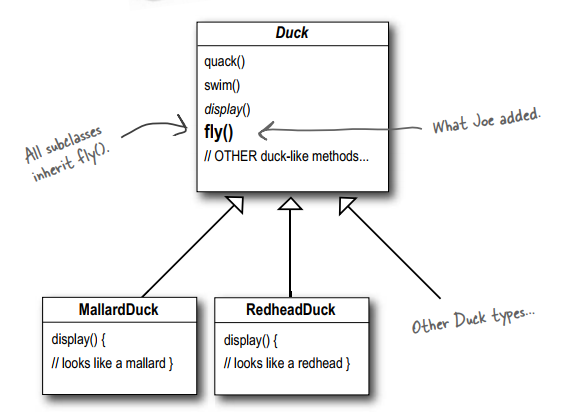 Duck
quack()
swim()
display()
fly()
// OTHER duck-like methods...
All subclasses
inherit fly().
What Joe added.
MallardDuck
display() {
// looks like a mallard }
RedheadDuck
display() {
// looks like a redhead }
Other Duck types...